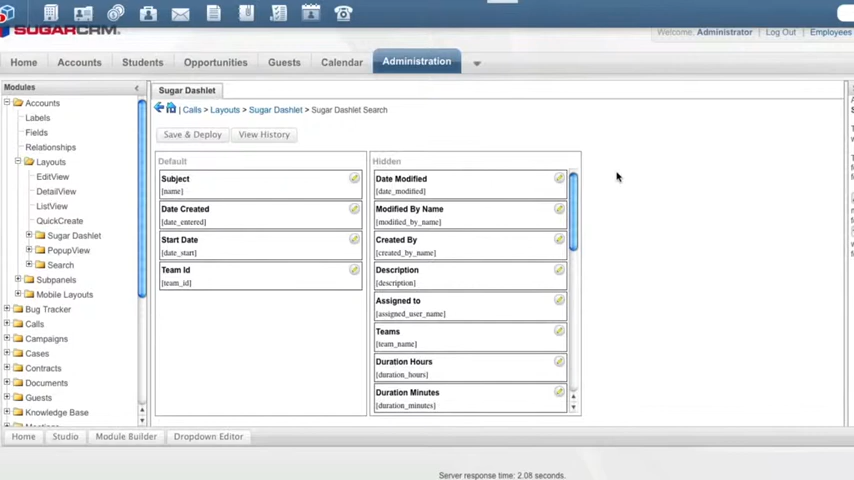 SUGARCRM.
Welcome, Administrator | Log Out | Employees
Home Accounts Students Opportunities Guests Calendar Administration
Modules
Accounts
Labels
Fields
Relationships
Layouts
EditView
DetailView
ListView
QuickCreate
Sugar Dashlet
PopupView
Search
Subpanels
Mobile Layouts
Bug Tracker
Calls
Campaigns
Cases
Contracts
Documents
Guests
Knowledge Base
Sugar Dashlet
Calls > Layouts > Sugar Dashlet > Sugar Dashlet Search
Save & Deploy View History
Default
Subject
[name]
Date Created
[date_entered]
Start Date
[date_start]
Team Id
[team_id]
Hidden
Date Modified
[date_modified]
Modified By Name
[modified_by_name]
Created By
[created_by_name]
Description
[description]
Assigned to
[assigned_user_name]
Teams
[team_name]
Duration Hours
[duration_hours]
Duration Minutes
[duration_minutes]
Home Studio Module Builder Dropdown Editor
Server response time: 2.08 seconds.